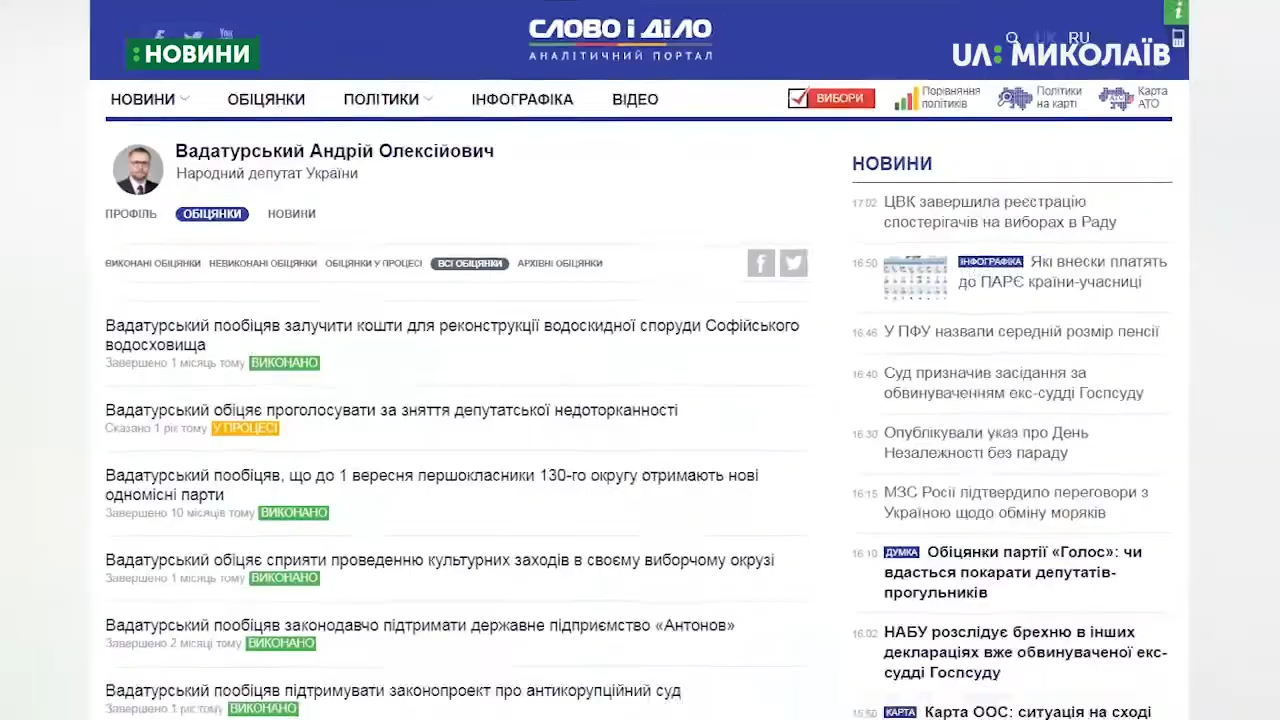 СЛОВО І ДІЛО
АНАЛІТИЧНИЙ ПОРТАЛ
НОВИНИ
UK RU
UA: МИКОЛАЇВ
НОВИНИ ОБІЦЯНКИ ПОЛІТИКИ ІНФОГРАФІКА ВІДЕО
ВИБОРИ
Порівняння
політиків
Політики
на карті
Карта
АТО
Вадатурський Андрій Олексійович
Народний депутат України
ПРОФІЛЬ ОБІЦЯНКИ НОВИНИ
ВИКОНАНІ ОБІЦЯНКИ НЕВИКОНАНІ ОБІЦЯНКИ ОБІЦЯНКИ У ПРОЦЕСІ ВСІ ОБІЦЯНКИ АРХІВНІ ОБІЦЯНКИ
Вадатурський пообіцяв залучити кошти для реконструкції водоскидної споруди Софійського
водосховища
Завершено 1 місяць тому ВИКОНАНО
Вадатурський обіцяє проголосувати за зняття депутатської недоторканності
Сказано 1 рік тому У ПРОЦЕСІ
Вадатурський пообіцяв, що до 1 вересня першокласники 130-го округу отримають нові
одномісні парти
Завершено 10 місяців тому ВИКОНАНО
Вадатурський обіцяє сприяти проведенню культурних заходів в своєму виборчому окрузі
Завершено 1 місяць тому ВИКОНАНО
Вадатурський пообіцяв законодавчо підтримати державне підприємство «Антонов»
Завершено 2 місяці тому ВИКОНАНО
Вадатурський пообіцяв підтримувати законопроект про антикорупційний суд
Завершено 1 рік тому ВИКОНАНО
НОВИНИ
17:02 ЦВК завершила реєстрацію
спостерігачів на виборах в Раду
16:50 ІНФОГРАФІКА Які внески платять
до ПАРЄ країни-учасниці
16:46 У ПФУ назвали середній розмір пенсії
16:40 Суд призначив засідання за
обвинуваченням екс-судді Госпсуду
16:30 Опублікували указ про День
Незалежності без параду
16:15 МЗС Росії підтвердило переговори з
Україною щодо обміну моряків
16:10 ДУМКА Обіцянки партії «Голос»: чи
вдасться покарати депутатів-
прогульників
16:02 НАБУ розслідує брехню в інших
деклараціях вже обвинуваченої екс-
судді Госпсуду
15:50 КАРТА Карта ООС: ситуація на сході